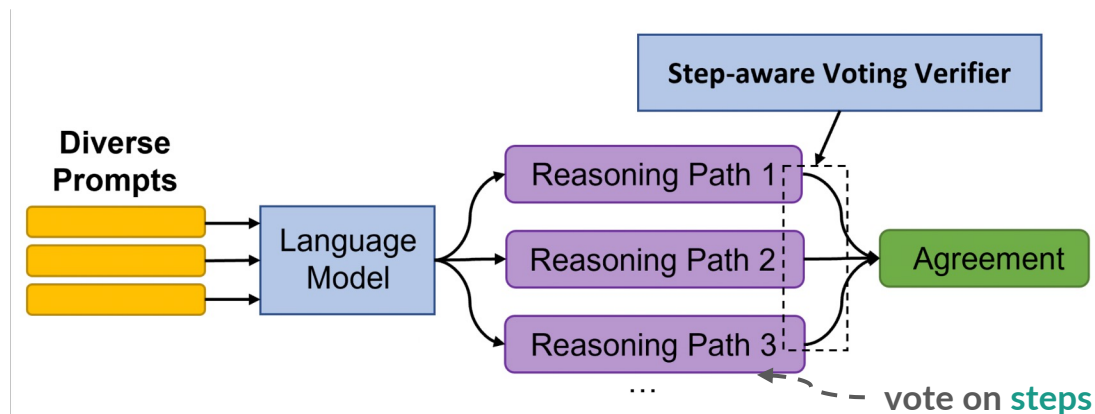 Step-aware Voting Verifier
Diverse
Prompts
Language
Model
Reasoning Path 1
Reasoning Path 2
Reasoning Path 3
...
Agreement
vote on steps